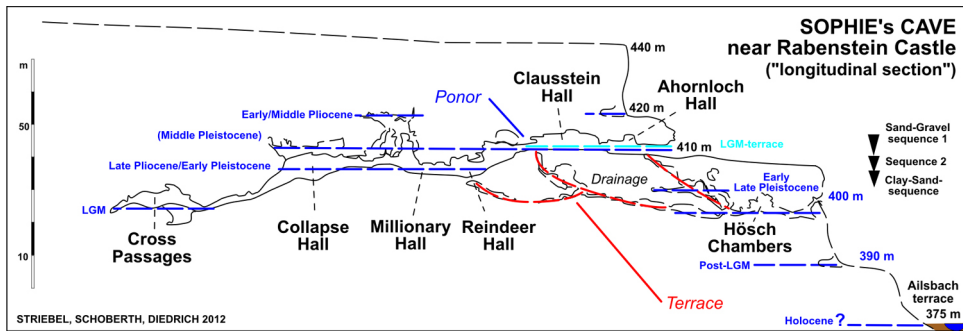 SOPHIE's CAVE
near Rabenstein Castle
("longitudinal section")
440 m
m
Clausstein
Hall
Ahornloch
Hall
Ponor
420 m
Early/Middle Pliocene
Sand-Gravel
sequence 1
50
(Middle Pleistocene)
LGM-terrace
410 m
Sequence 2
Late Pliocene/Early Pleistocene
Drainage
Early
Late Pleistocene
Clay-Sand-
sequence
400 m
LGM
Cross
Passages
Collapse
Hall
Millionary
Hall
Reindeer
Hall
Hösch
Chambers
10
390 m
Post-LGM
Terrace
Ailsbach
terrace
375 m
STRIEBEL, SCHOBERTH, DIEDRICH 2012
Holocene ?